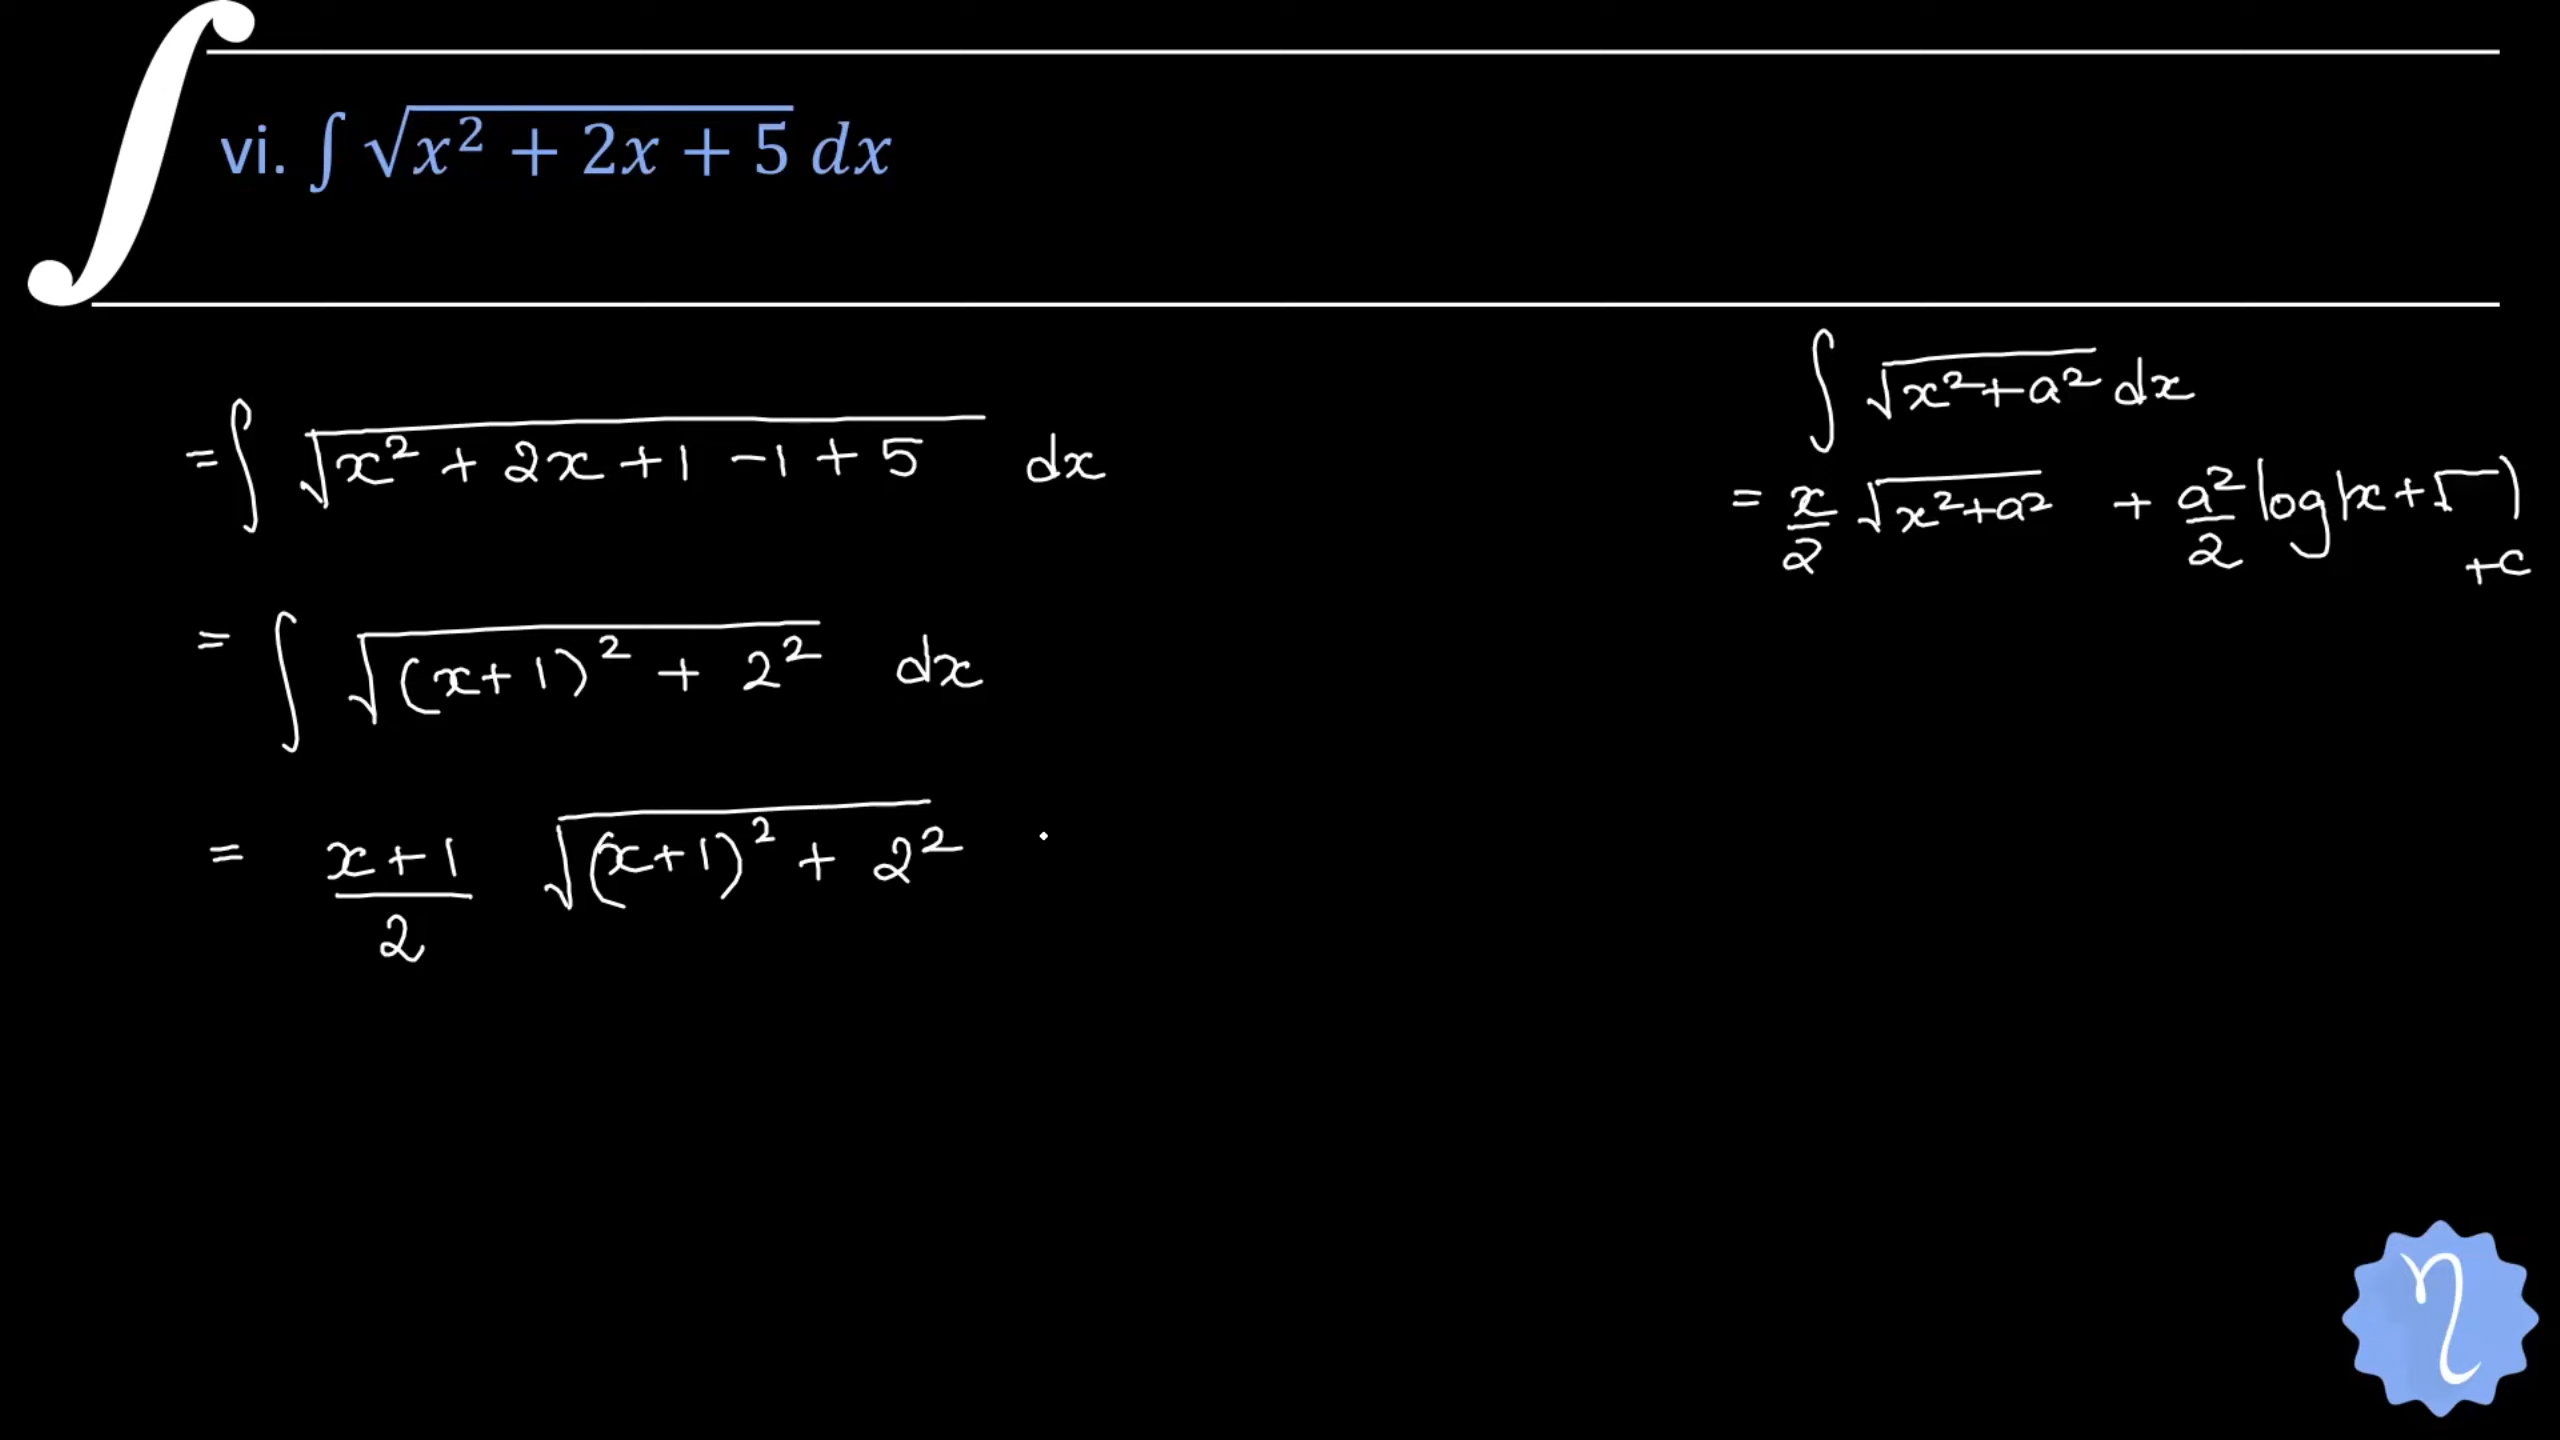 vi. ∫ √(x² + 2x + 5) dx
= ∫ √(x² + 2x + 1 − 1 + 5) dx
= ∫ √((x+1)² + 2²) dx
= (x+1)/2 √((x+1)² + 2²)
∫ √(x²+a²) dx
= x/2 √(x²+a²) + a²/2 log|x + √ |
+c
η